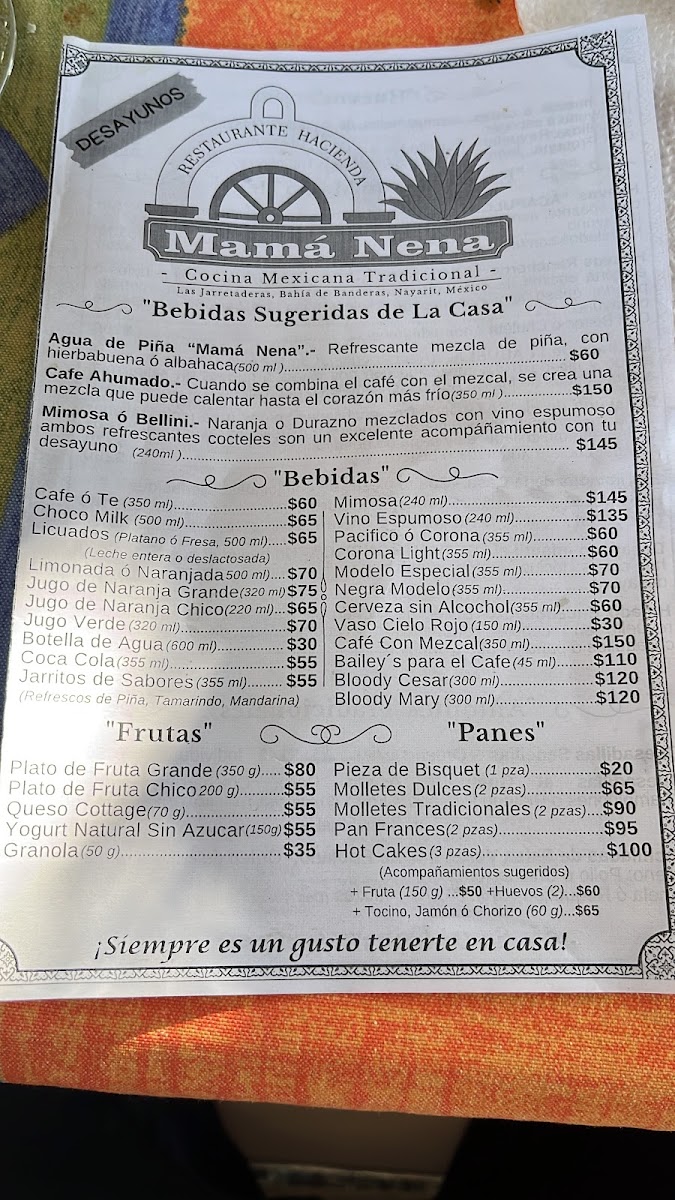 DESAYUNOS
RESTAURANTE HACIENDA
Mamá Nena
- Cocina Mexicana Tradicional -
Las Jarretaderas, Bahía de Banderas, Nayarit, México
"Bebidas Sugeridas de La Casa"
Agua de Piña “Mamá Nena”.- Refrescante mezcla de piña, con
hierbabuena ó albahaca(500 ml )..........$60
Cafe Ahumado.- Cuando se combina el café con el mezcal, se crea una
mezcla que puede calentar hasta el corazón más frío(350 ml )..........$150
Mimosa ó Bellini.- Naranja o Durazno mezclados con vino espumoso
ambos refrescantes cocteles son un excelente acompáñamiento con tu
desayuno (240ml )..........$145
"Bebidas"
Cafe ó Te (350 ml)..........$60
Choco Milk (500 ml)..........$65
Licuados (Platano ó Fresa, 500 ml).....$65
(Leche entera o deslactosada)
Limonada ó Naranjada 500 ml)....$70
Jugo de Naranja Grande(320 ml)$75
Jugo de Naranja Chico(220 ml)...$65
Jugo Verde(320 ml)..........$70
Botella de Agua(600 ml)..........$30
Coca Cola(355 ml)..........$55
Jarritos de Sabores(355 ml)........$55
(Refrescos de Piña, Tamarindo, Mandarina)
Mimosa(240 ml)..........$145
Vino Espumoso(240 ml)..........$135
Pacifico ó Corona(355 ml)..........$60
Corona Light(355 ml)..........$60
Modelo Especial(355 ml)..........$70
Negra Modelo(355 ml)..........$70
Cerveza sin Alcochol(355 ml)......$60
Vaso Cielo Rojo(150 ml)..........$30
Café Con Mezcal(350 ml)..........$150
Bailey´s para el Cafe(45 ml)........$110
Bloody Cesar(300 ml)..........$120
Bloody Mary (300 ml)..........$120
"Frutas"
Plato de Fruta Grande (350 g).....$80
Plato de Fruta Chico 200 g)........$55
Queso Cottage(70 g)..........$55
Yogurt Natural Sin Azucar(150g)$55
Granola(50 g)..........$35
"Panes"
Pieza de Bisquet (1 pza)..........$20
Molletes Dulces(2 pzas)..........$65
Molletes Tradicionales(2 pzas)....$90
Pan Frances(2 pzas)..........$95
Hot Cakes(3 pzas)..........$100
(Acompañamientos sugeridos)
+ Fruta (150 g) ...$50 +Huevos (2)...$60
+ Tocino, Jamón ó Chorizo (60 g)...$65
¡Siempre es un gusto tenerte en casa!